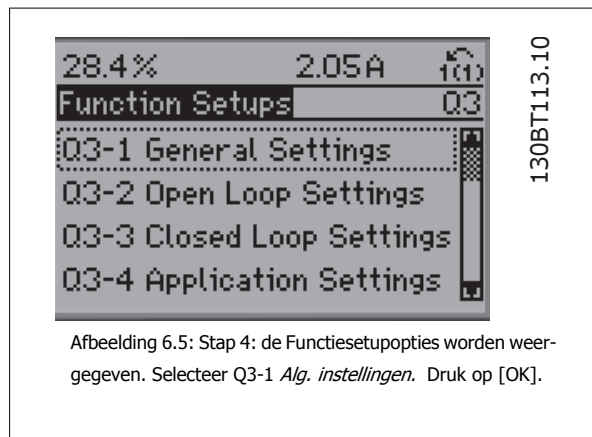 28.4% 2.05A 1(1)
Function Setups Q3
Q3-1 General Settings
Q3-2 Open Loop Settings
Q3-3 Closed Loop Settings
Q3-4 Application Settings
130BT113.10
Afbeelding 6.5: Stap 4: de Functiesetupopties worden weer-
gegeven. Selecteer Q3-1 Alg. instellingen. Druk op [OK].